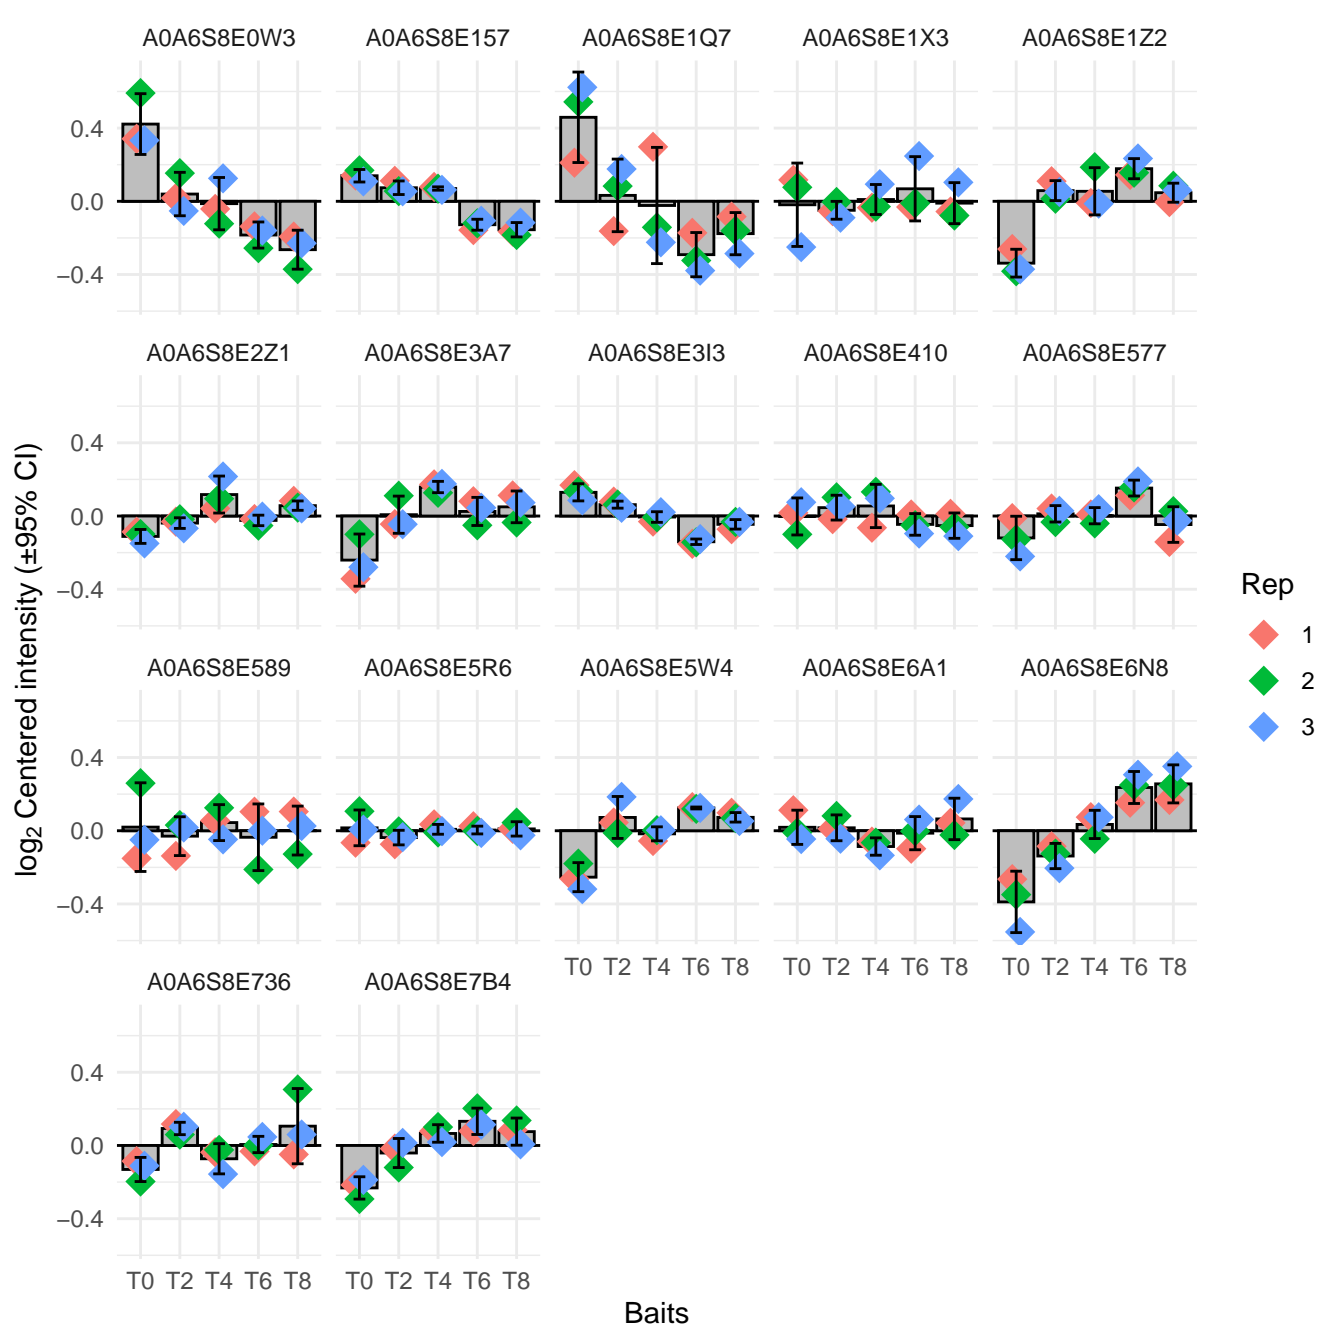 A0A6S8E0W3 A0A6S8E157 A0A6S8E1Q7 A0A6S8E1X3 A0A6S8E1Z2
0.4
0.0
−0.4
A0A6S8E2Z1 A0A6S8E3A7 A0A6S8E3I3 A0A6S8E410 A0A6S8E577
0.4
0.0
−0.4
A0A6S8E589 A0A6S8E5R6 A0A6S8E5W4 A0A6S8E6A1 A0A6S8E6N8
0.4
0.0
−0.4
T0 T2 T4 T6 T8 T0 T2 T4 T6 T8 T0 T2 T4 T6 T8
A0A6S8E736 A0A6S8E7B4
0.4
0.0
−0.4
T0 T2 T4 T6 T8 T0 T2 T4 T6 T8
Baits
log2 Centered intensity (±95% CI)
Rep
1
2
3